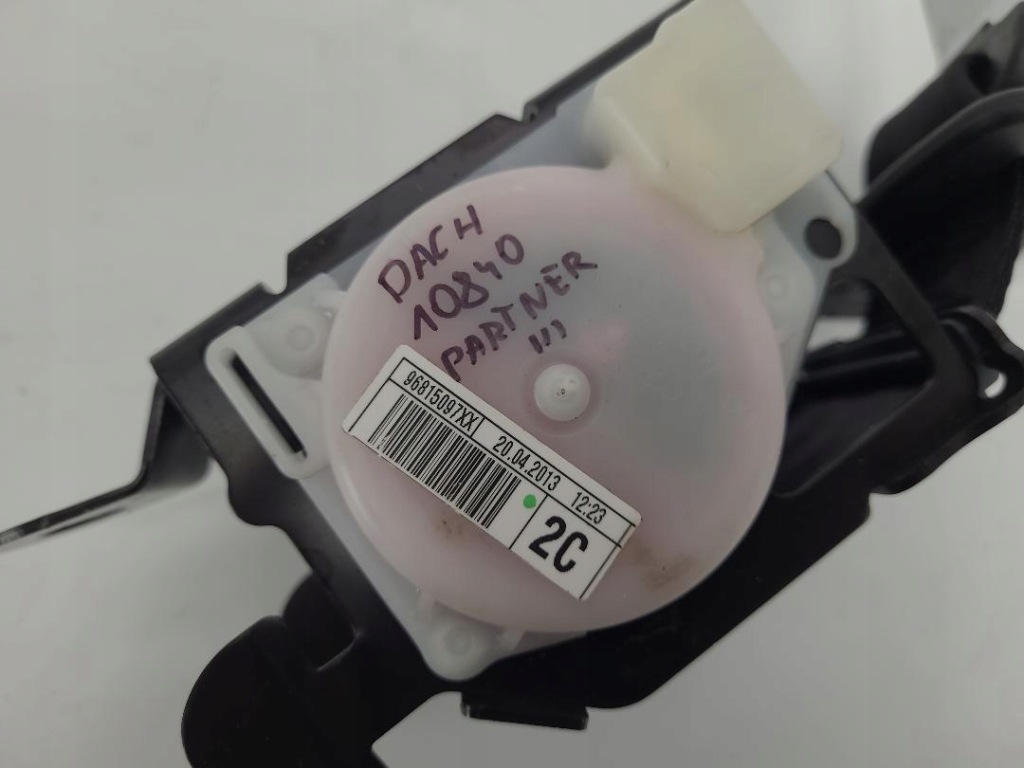 DACH
10840
PARTNER
III
96815097XX 20.04.2013 12:23
2C